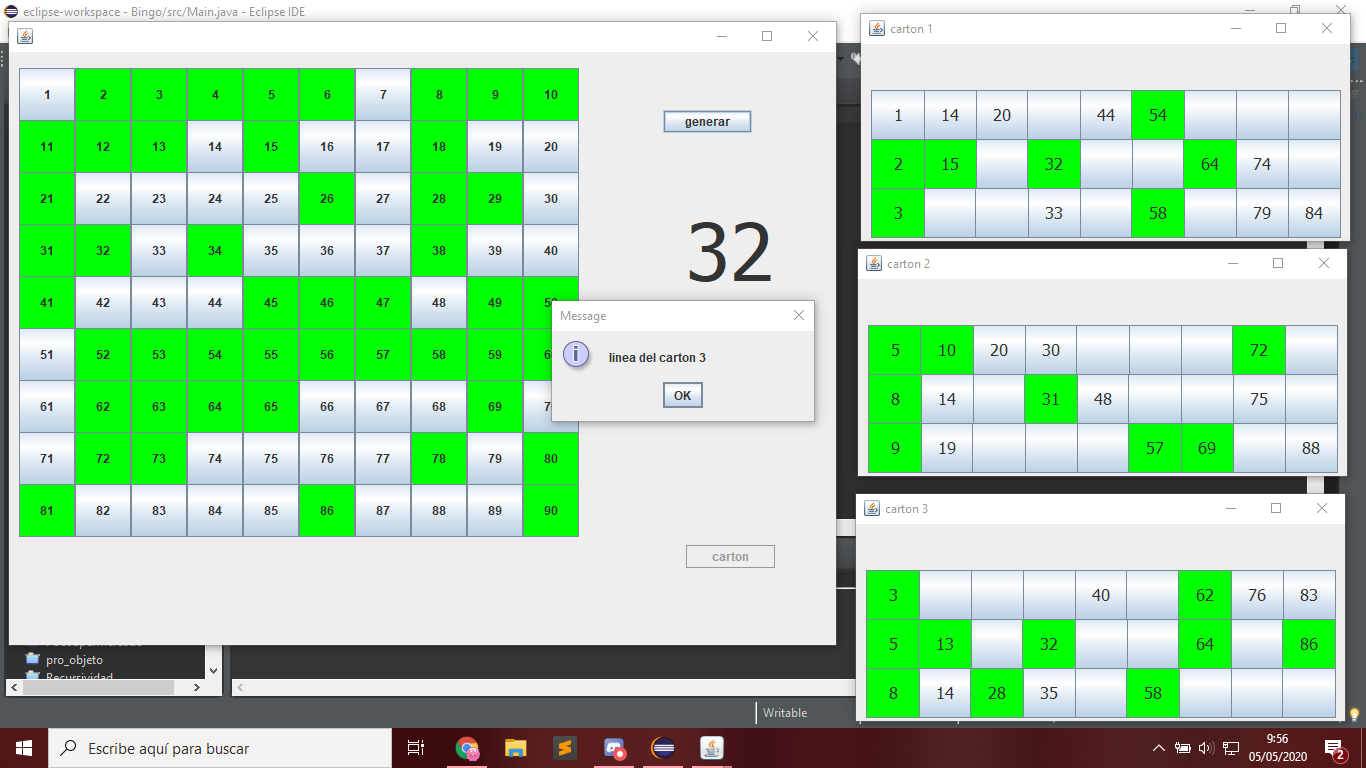 eclipse-workspace - Bingo/src/Main.java - Eclipse IDE
1 2 3 4 5 6 7 8 9 10
11 12 13 14 15 16 17 18 19 20
21 22 23 24 25 26 27 28 29 30
31 32 33 34 35 36 37 38 39 40
41 42 43 44 45 46 47 48 49
51 52 53 54 55 56 57 58 59
61 62 63 64 65 66 67 68 69
71 72 73 74 75 76 77 78 79 80
81 82 83 84 85 86 87 88 89 90
generar
32
Message
linea del carton 3
OK
carton
carton 1
1 14 20 44 54
2 15 32 64 74
3 33 58 79 84
carton 2
5 10 20 30 72
8 14 31 48 75
9 19 57 69 88
carton 3
3 40 62 76 83
5 13 32 64 86
8 14 28 35 58
pro_objeto
Recursividad
Writable
Escribe aquí para buscar
9:56
05/05/2020
2